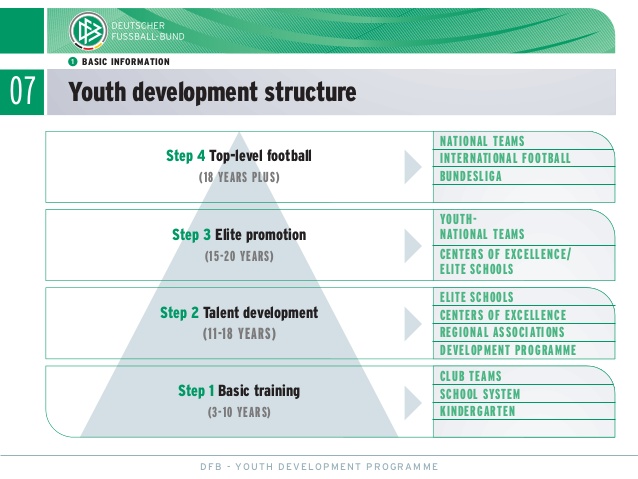 DEUTSCHER
FUSSBALL-BUND
1 BASIC INFORMATION
07 Youth development structure
Step 4 Top-level football
(18 YEARS PLUS)
NATIONAL TEAMS
INTERNATIONAL FOOTBALL
BUNDESLIGA
Step 3 Elite promotion
(15-20 YEARS)
YOUTH-
NATIONAL TEAMS
CENTERS OF EXCELLENCE/
ELITE SCHOOLS
Step 2 Talent development
(11-18 YEARS)
ELITE SCHOOLS
CENTERS OF EXCELLENCE
REGIONAL ASSOCIATIONS
DEVELOPMENT PROGRAMME
Step 1 Basic training
(3-10 YEARS)
CLUB TEAMS
SCHOOL SYSTEM
KINDERGARTEN
DFB - YOUTH DEVELOPMENT PROGRAMME